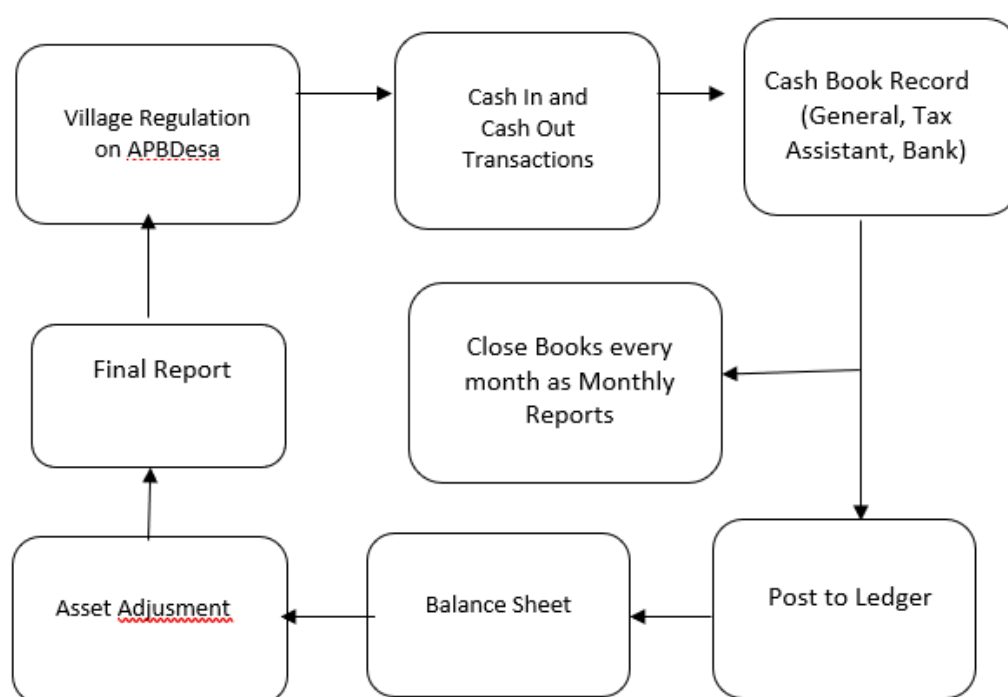 Village Regulation
on APBDesa
Cash In and
Cash Out
Transactions
Cash Book Record
(General, Tax
Assistant, Bank)
Close Books every
month as Monthly
Reports
Final Report
Asset Adjusment
Balance Sheet
Post to Ledger